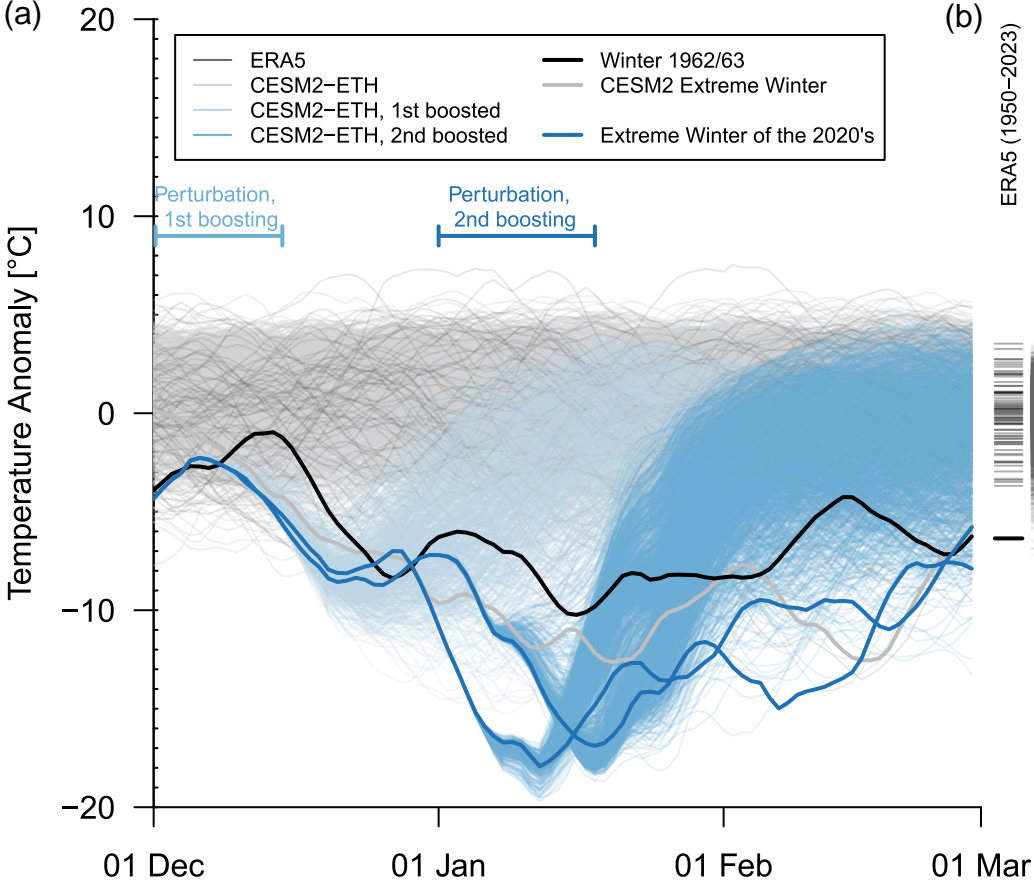 (a)
(b)
20
10
0
−10
−20
Temperature Anomaly [°C]
ERA5
CESM2−ETH
CESM2−ETH, 1st boosted
CESM2−ETH, 2nd boosted
Winter 1962/63
CESM2 Extreme Winter
Extreme Winter of the 2020's
Perturbation,
1st boosting
Perturbation,
2nd boosting
01 Dec
01 Jan
01 Feb
01 Mar
ERA5 (1950−2023)